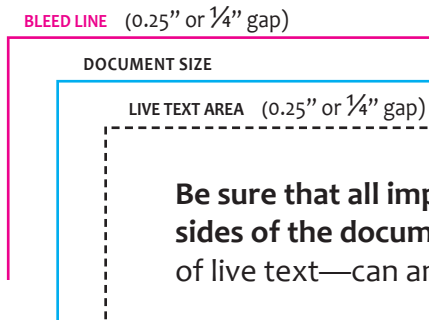 BLEED LINE (0.25” or ¼” gap)
DOCUMENT SIZE
LIVE TEXT AREA (0.25” or ¼” gap)
Be sure that all imp
sides of the docum
of live text—can an